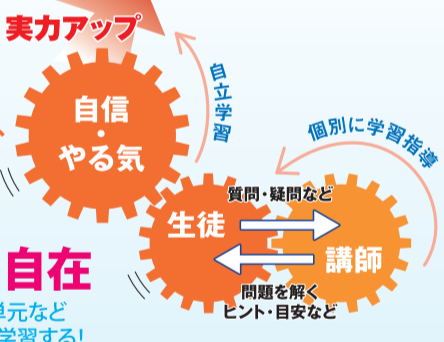 実力アップ
自信
・
やる気
自立学習
個別に学習指導
質問・疑問など
生徒
講師
問題を解く
ヒント・目安など
自在
単元など
学習する!